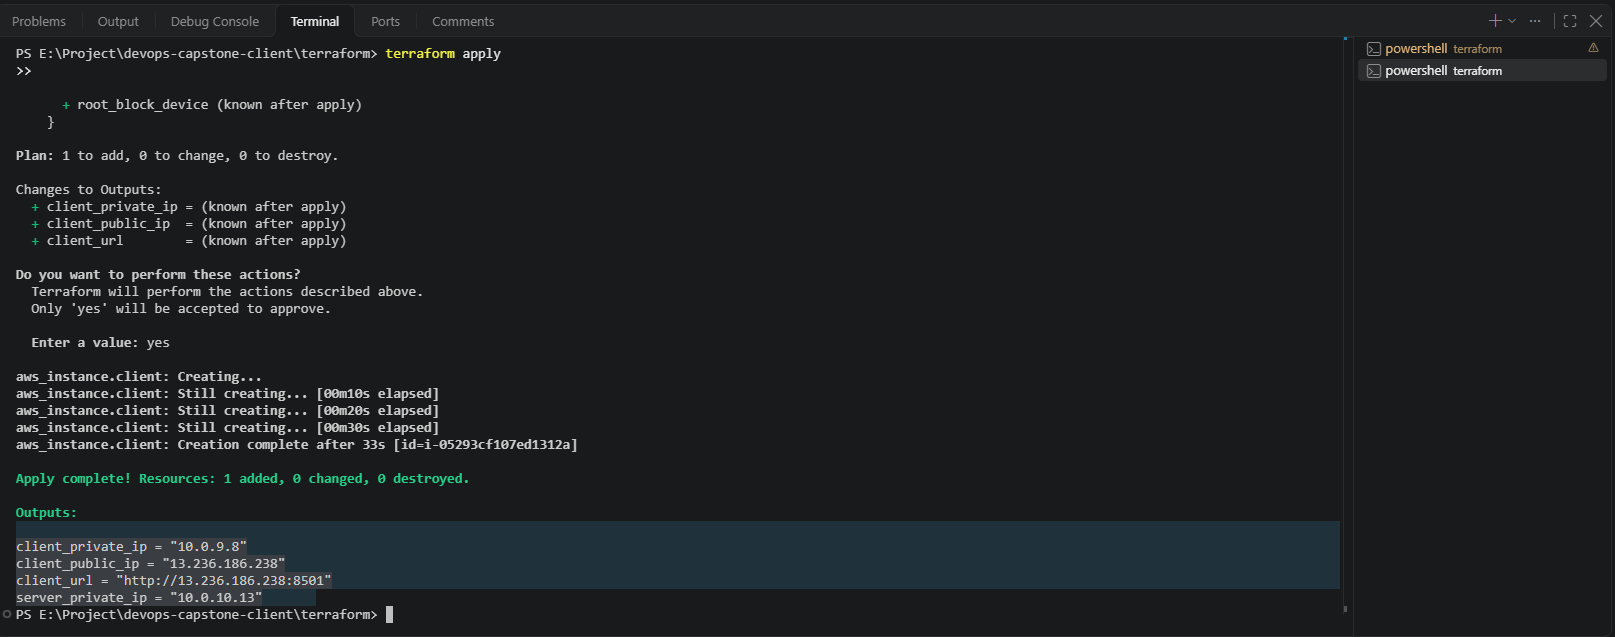 Problems Output Debug Console Terminal Ports Comments
PS E:\Project\devops-capstone-client\terraform> terraform apply
>>
+ root_block_device (known after apply)
}
Plan: 1 to add, 0 to change, 0 to destroy.
Changes to Outputs:
+ client_private_ip = (known after apply)
+ client_public_ip  = (known after apply)
+ client_url        = (known after apply)
Do you want to perform these actions?
Terraform will perform the actions described above.
Only 'yes' will be accepted to approve.
Enter a value: yes
aws_instance.client: Creating...
aws_instance.client: Still creating... [00m10s elapsed]
aws_instance.client: Still creating... [00m20s elapsed]
aws_instance.client: Still creating... [00m30s elapsed]
aws_instance.client: Creation complete after 33s [id=i-05293cf107ed1312a]
Apply complete! Resources: 1 added, 0 changed, 0 destroyed.
Outputs:
client_private_ip = "10.0.9.8"
client_public_ip = "13.236.186.238"
client_url = "http://13.236.186.238:8501"
server_private_ip = "10.0.10.13"
PS E:\Project\devops-capstone-client\terraform>
powershell terraform
powershell terraform